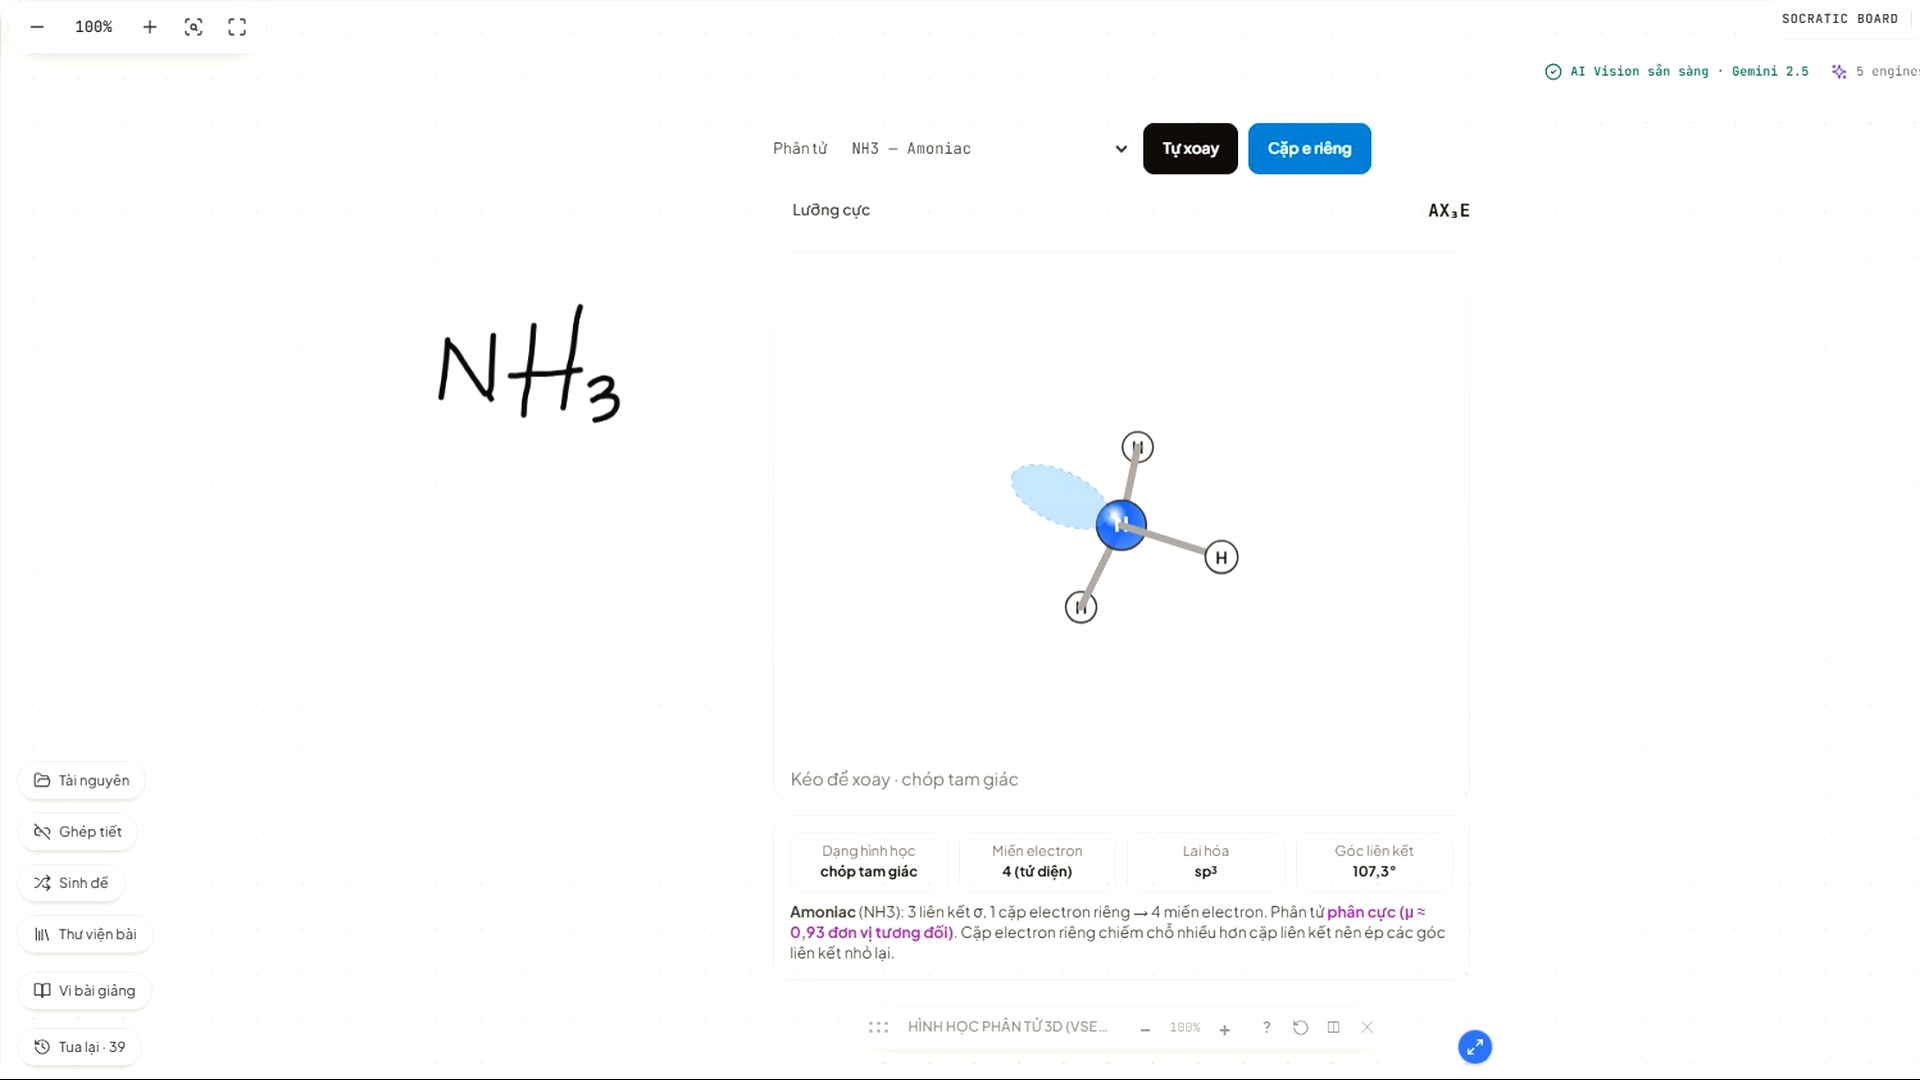 100%
SOCRATIC BOARD
AI Vision sẵn sàng · Gemini 2.5
5 engines
Phân tử NH3 — Amoniac
Tự xoay
Cặp e riêng
Lưỡng cực
AX₃E
NH₃
H
N
H
H
Kéo để xoay · chóp tam giác
Dạng hình học
chóp tam giác
Miền electron
4 (tứ diện)
Lai hóa
sp³
Góc liên kết
107,3°
Amoniac (NH3): 3 liên kết σ, 1 cặp electron riêng → 4 miền electron. Phân tử phân cực (μ ≈
0,93 đơn vị tương đối). Cặp electron riêng chiếm chỗ nhiều hơn cặp liên kết nên ép các góc
liên kết nhỏ lại.
Tài nguyên
Ghép tiết
Sinh đề
Thư viện bài
Vi bài giảng
Tua lại · 39
HÌNH HỌC PHÂN TỬ 3D (VSE...
100%
?